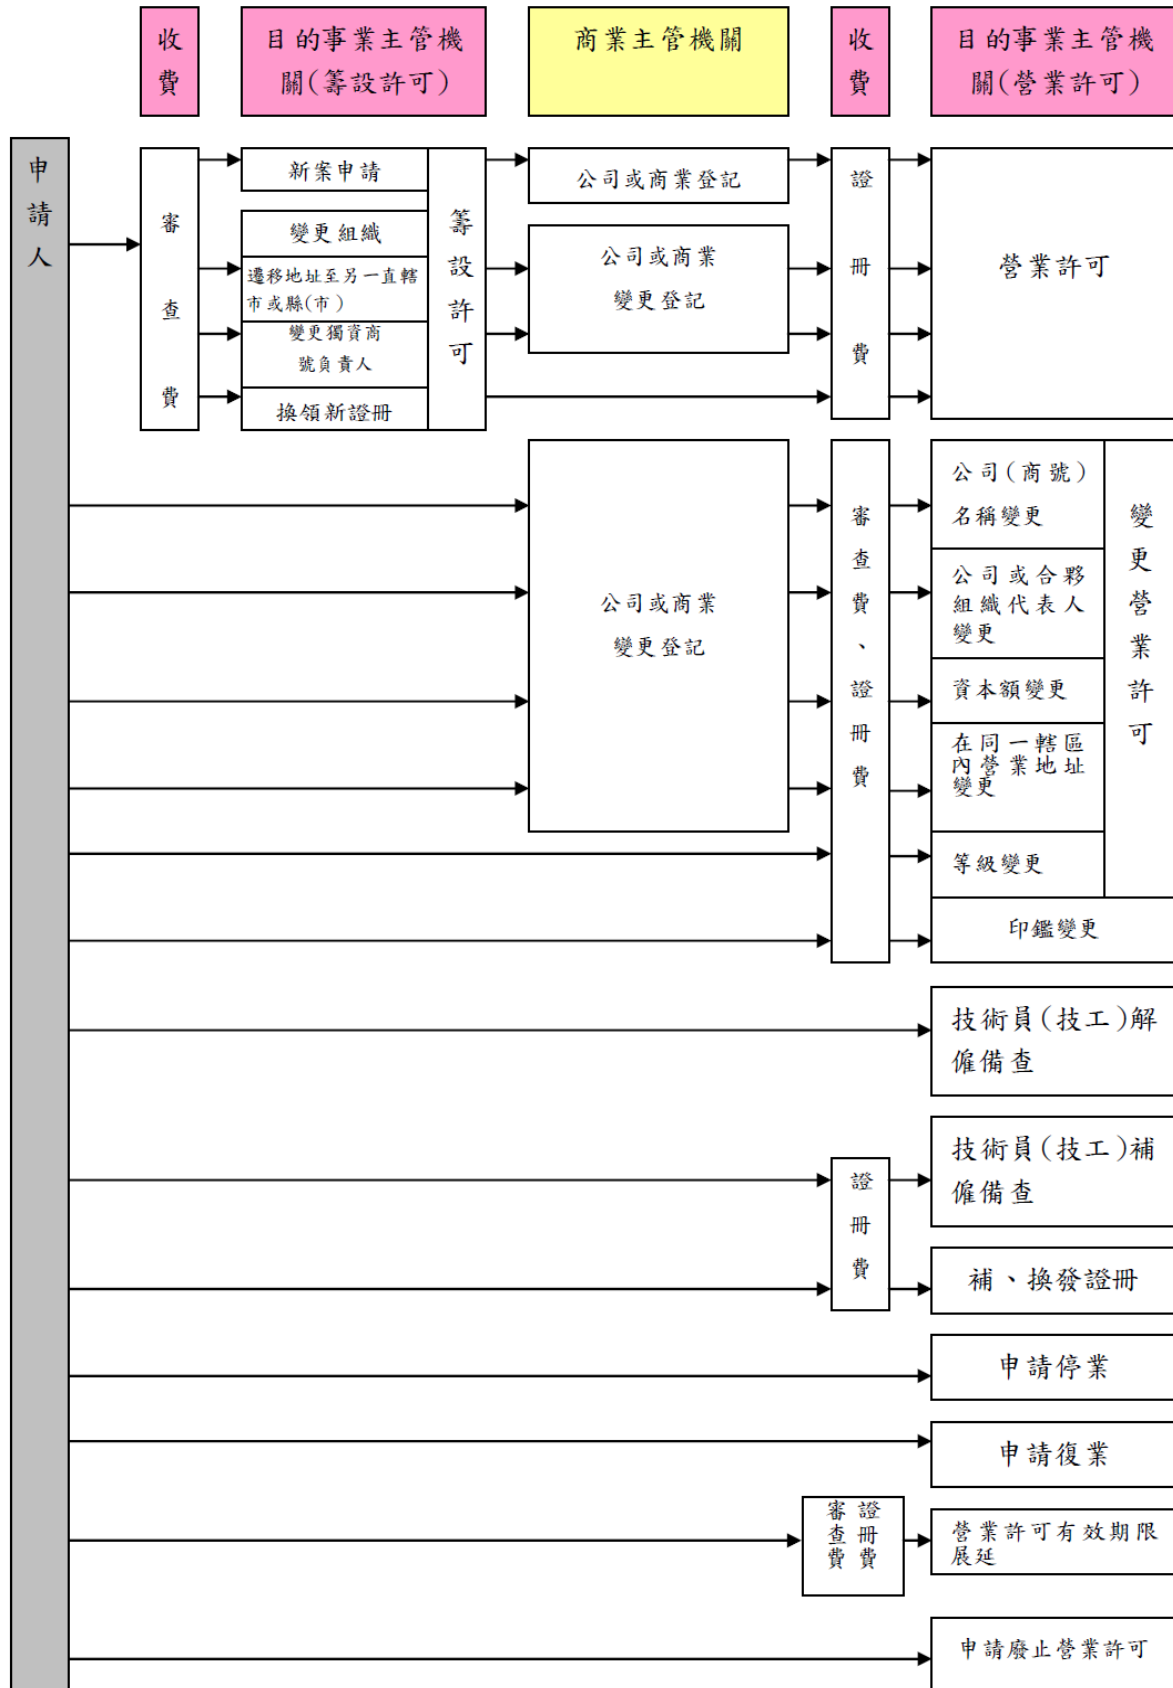 收
費
目的事業主管機
關(籌設許可)
商業主管機關
收
費
目的事業主管機
關(營業許可)
申
請
人
審
查
費
新案申請
變更組織
遷移地址至另一直轄
市或縣(市)
變更獨資商
號負責人
換領新證冊
籌
設
許
可
公司或商業登記
公司或商業
變更登記
證
冊
費
營業許可
公司或商業
變更登記
審
查
費
、
證
冊
費
公司(商號)
名稱變更
公司或合夥
組織代表人
變更
資本額變更
在同一轄區
內營業地址
變更
等級變更
變
更
營
業
許
可
印鑑變更
技術員(技工)解
僱備查
證
冊
費
技術員(技工)補
僱備查
補、換發證冊
申請停業
申請復業
審證
查冊
費費
營業許可有效期限
展延
申請廢止營業許可